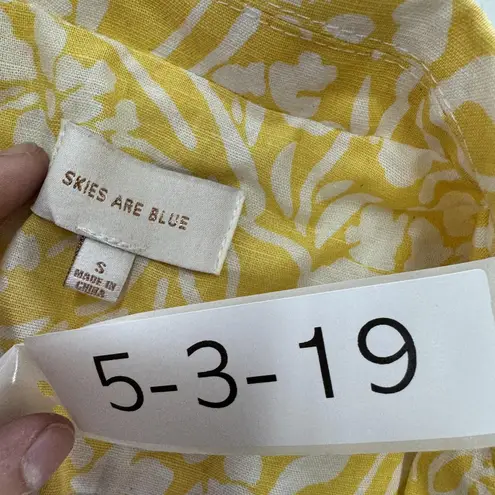 SKIES ARE BLUE
S
MADE IN
CHINA
5-3-19